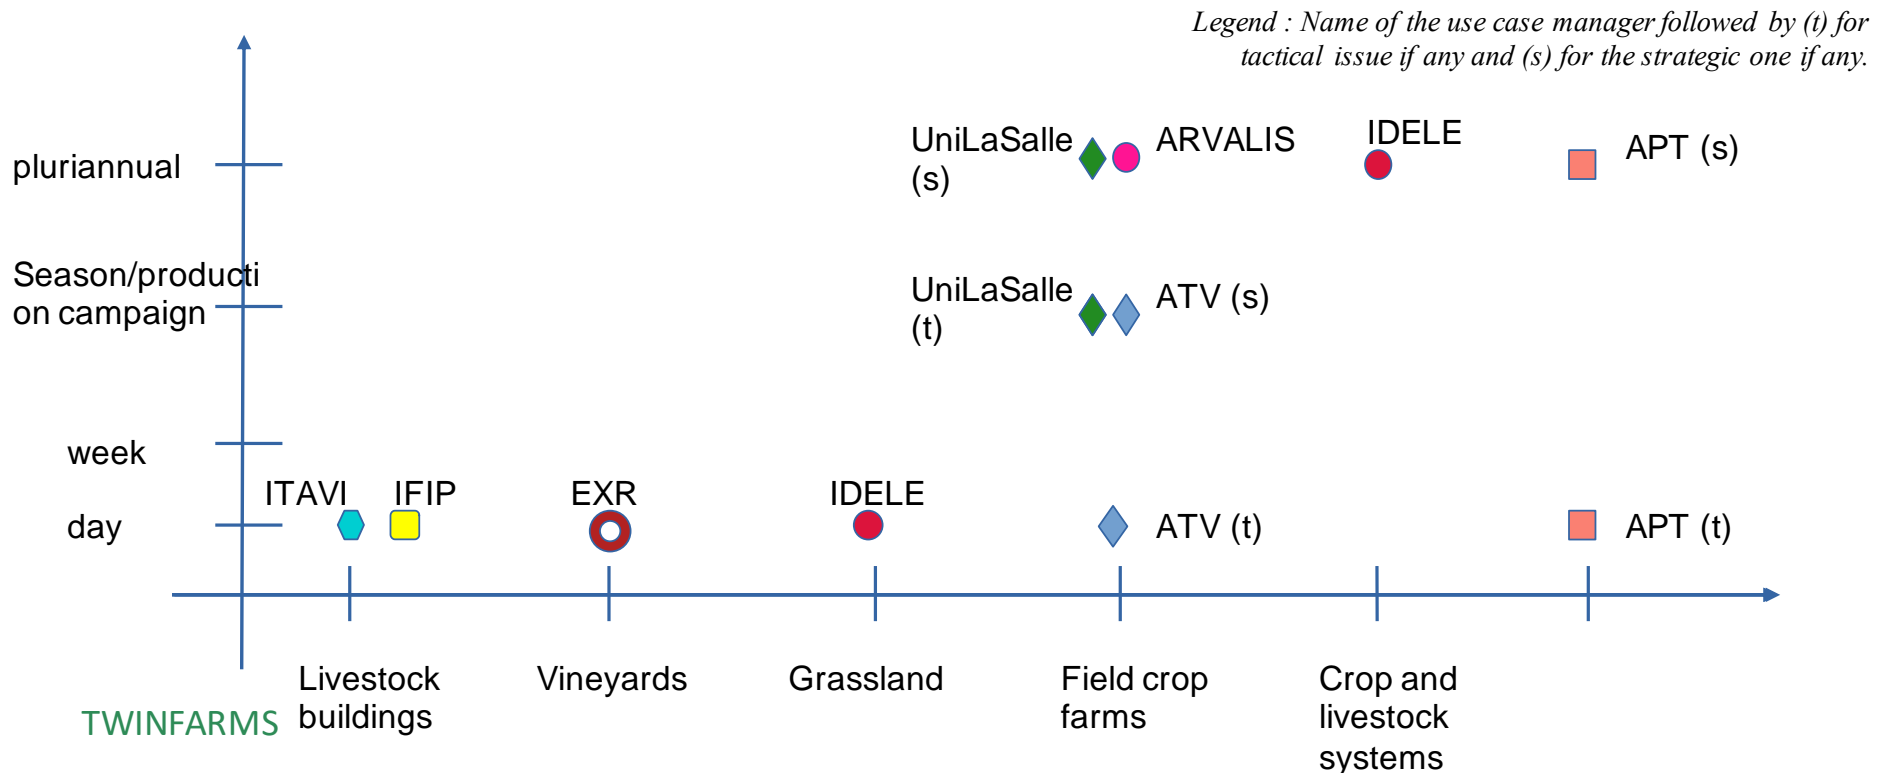 Legend : Name of the use case manager followed by (t) for
tactical issue if any and (s) for the strategic one if any.
UniLaSalle
(s)
ARVALIS
IDELE
APT (s)
pluriannual
Season/producti
on campaign
UniLaSalle
(t)
ATV (s)
week
ITAVI
IFIP
EXR
IDELE
day
ATV (t)
APT (t)
Livestock
buildings
Vineyards
Grassland
Field crop
farms
Crop and
livestock
systems
TWINFARMS